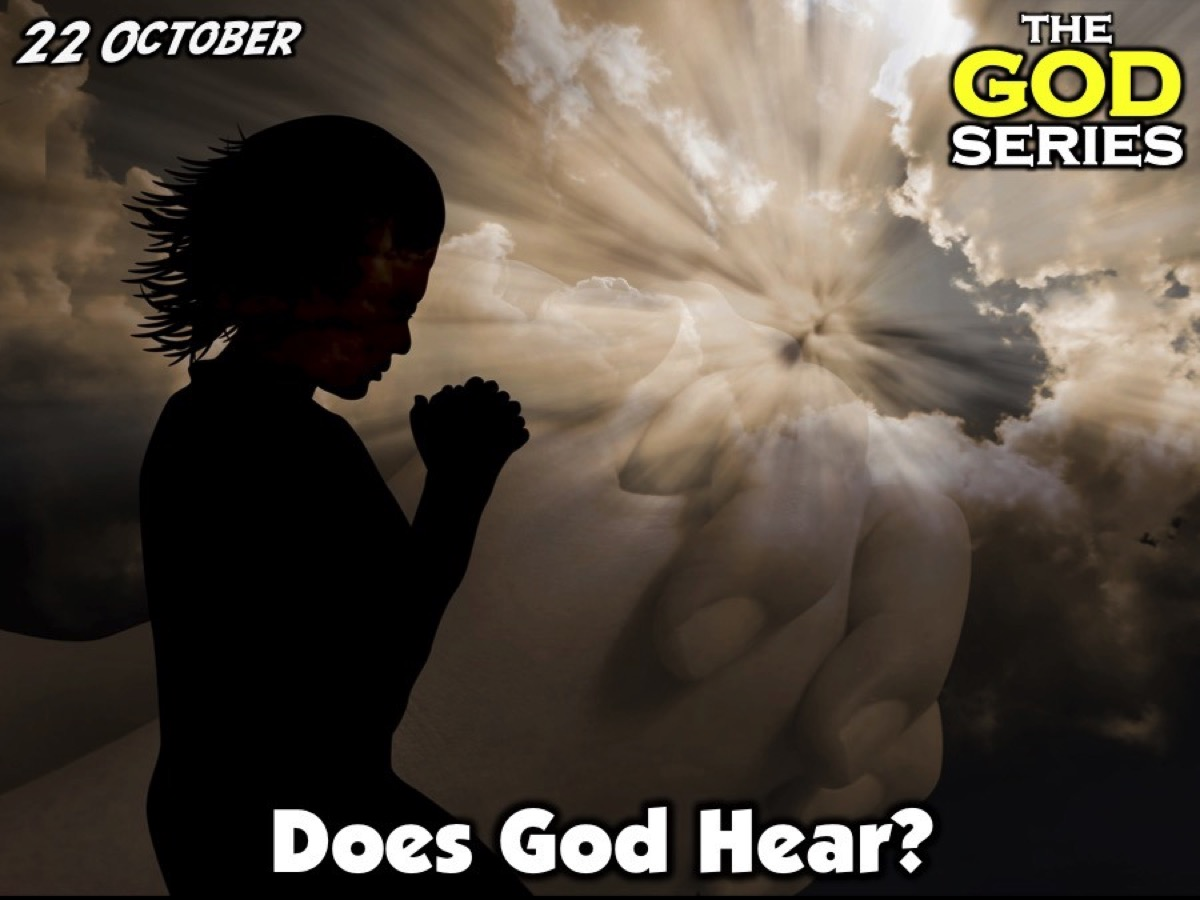 22 October
THE
GOD
SERIES
Does God Hear?